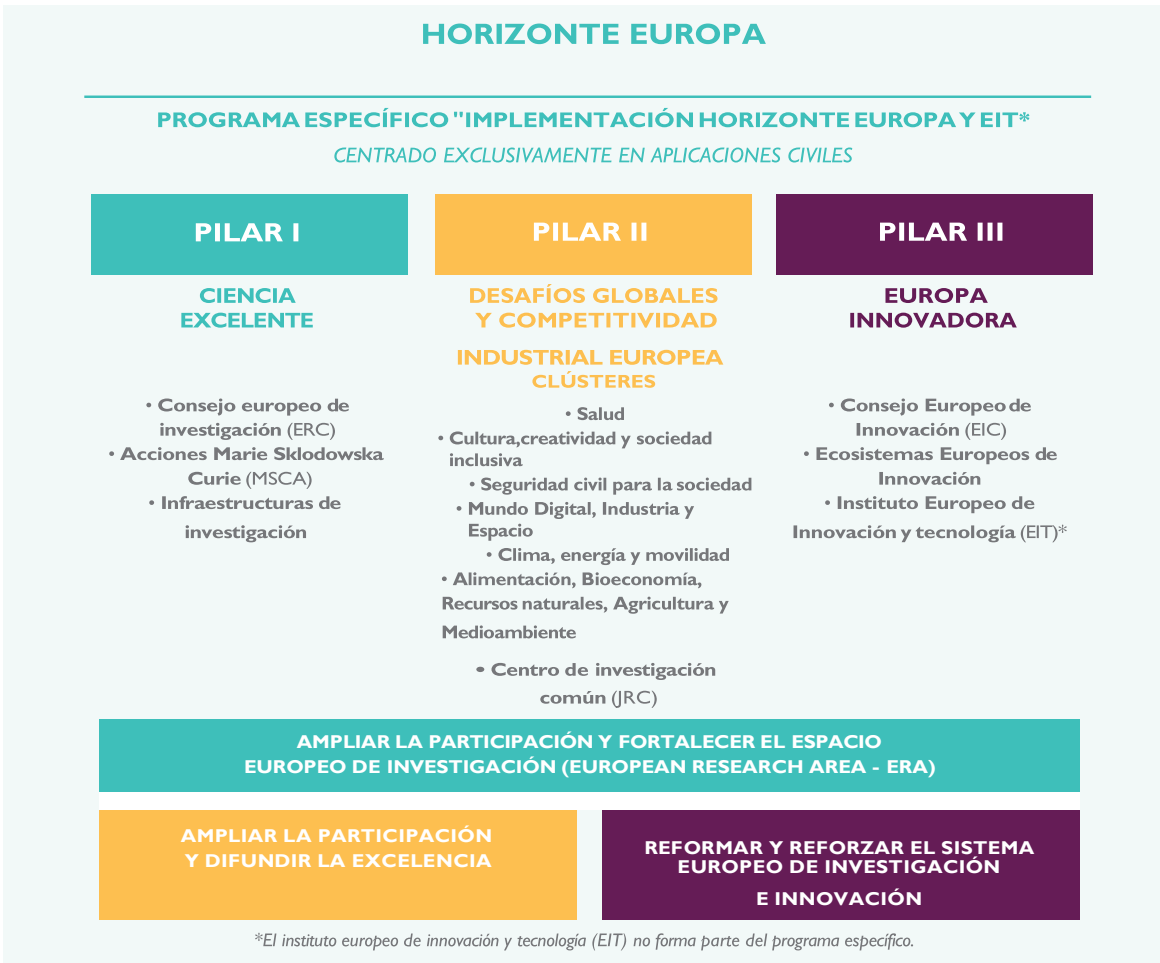 HORIZONTE EUROPA
PROGRAMA ESPECÍFICO "IMPLEMENTACIÓN HORIZONTE EUROPA Y EIT*
CENTRADO EXCLUSIVAMENTE EN APLICACIONES CIVILES
PILAR I
CIENCIA
EXCELENTE
• Consejo europeo de
investigación (ERC)
• Acciones Marie Sklodowska
Curie (MSCA)
• Infraestructuras de
investigación
PILAR II
DESAFÍOS GLOBALES
Y COMPETITIVIDAD
INDUSTRIAL EUROPEA
CLÚSTERES
• Salud
• Cultura,creatividad y sociedad
inclusiva
• Seguridad civil para la sociedad
• Mundo Digital, Industria y
Espacio
• Clima, energía y movilidad
• Alimentación, Bioeconomía,
Recursos naturales, Agricultura y
Medioambiente
• Centro de investigación
común (JRC)
PILAR III
EUROPA
INNOVADORA
• Consejo Europeo de
Innovación (EIC)
• Ecosistemas Europeos de
Innovación
• Instituto Europeo de
Innovación y tecnología (EIT)*
AMPLIAR LA PARTICIPACIÓN Y FORTALECER EL ESPACIO
EUROPEO DE INVESTIGACIÓN (EUROPEAN RESEARCH AREA - ERA)
AMPLIAR LA PARTICIPACIÓN
Y DIFUNDIR LA EXCELENCIA
REFORMAR Y REFORZAR EL SISTEMA
EUROPEO DE INVESTIGACIÓN
E INNOVACIÓN
*El instituto europeo de innovación y tecnología (EIT) no forma parte del programa específico.